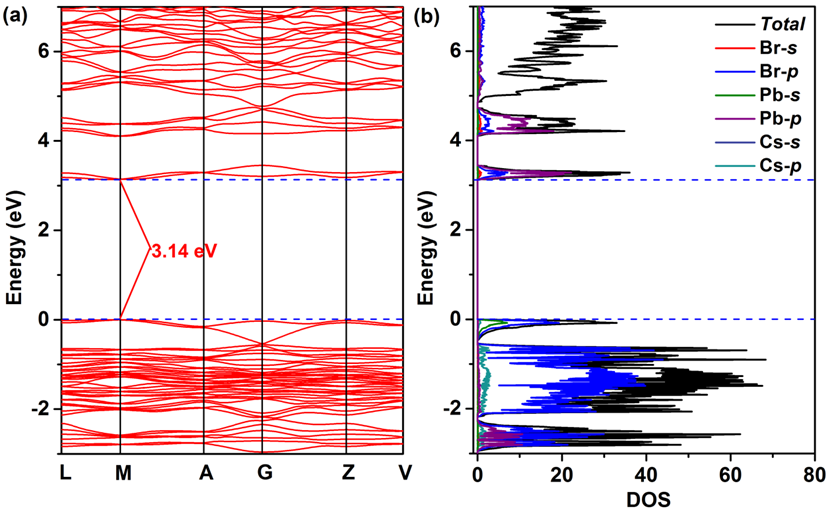 (a)
Energy (eV)
6
4
2
0
-2
3.14 eV
L M A G Z V
(b)
Energy (eV)
6
4
2
0
-2
Total
Br-s
Br-p
Pb-s
Pb-p
Cs-s
Cs-p
0 20 40 60 80
DOS